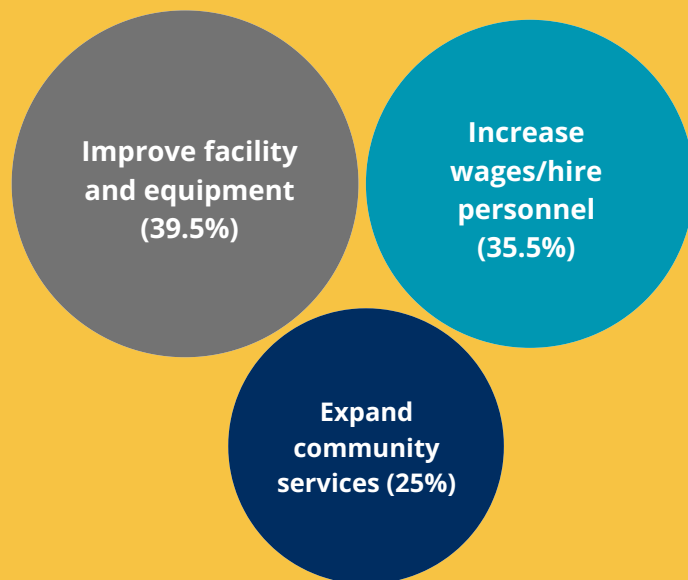 Improve facility
and equipment
(39.5%)
Increase
wages/hire
personnel
(35.5%)
Expand
community
services (25%)